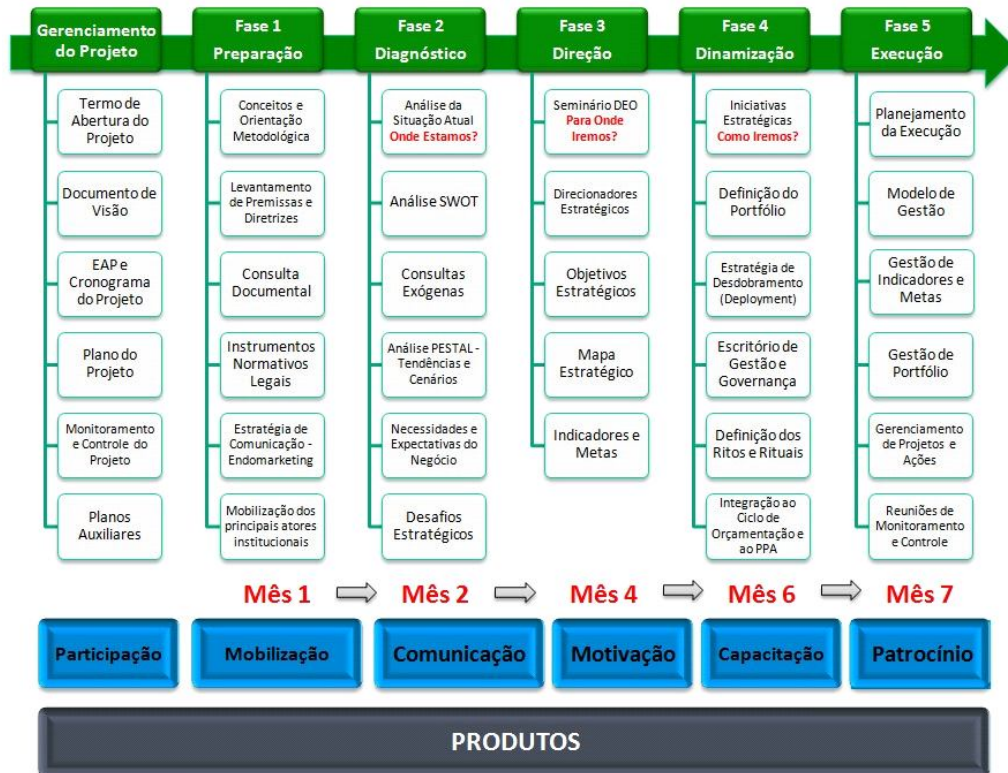 Gerenciamento
do Projeto
Termo de
Abertura do
Projeto
Documento de
Visão
EAP e
Cronograma
do Projeto
Plano do
Projeto
Monitoramento
e Controle do
Projeto
Planos
Auxiliares
Fase 1
Preparação
Conceitos e
Orientação
Metodológica
Levantamento
de Premissas e
Diretrizes
Consulta
Documental
Instrumentos
Normativos
Legais
Estratégia de
Comunicação -
Endomarketing
Mobilização dos
principais atores
institucionais
Fase 2
Diagnóstico
Análise da
Situação Atual
Onde Estamos?
Análise SWOT
Consultas
Exógenas
Análise PESTAL -
Tendências e
Cenários
Necessidades e
Expectativas do
Negócio
Desafios
Estratégicos
Fase 3
Direção
Seminário DEO
Para Onde
Iremos?
Direcionadores
Estratégicos
Objetivos
Estratégicos
Mapa
Estratégico
Indicadores e
Metas
Fase 4
Dinamização
Iniciativas
Estratégicas
Como Iremos?
Definição do
Portfólio
Estratégia de
Desdobramento
(Deployment)
Escritório de
Gestão e
Governança
Definição dos
Ritos e Rituais
Integração ao
Ciclo de
Orçamentação e
ao PPA
Fase 5
Execução
Planejamento
da Execução
Modelo de
Gestão
Gestão de
Indicadores e
Metas
Gestão de
Portfólio
Gerenciamento
de Projetos e
Ações
Reuniões de
Monitoramento
e Controle
Mês 1
Mês 2
Mês 4
Mês 6
Mês 7
Participação
Mobilização
Comunicação
Motivação
Capacitação
Patrocínio
PRODUTOS